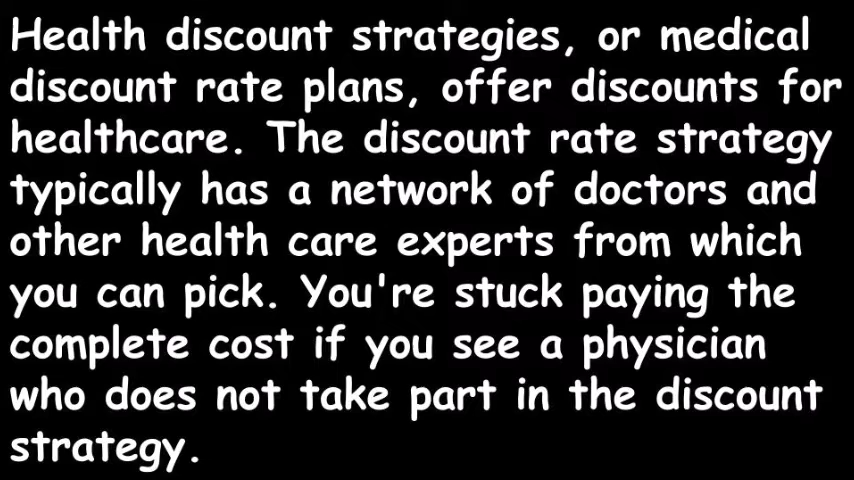 Health discount strategies, or medical
discount rate plans, offer discounts for
healthcare. The discount rate strategy
typically has a network of doctors and
other health care experts from which
you can pick. You're stuck paying the
complete cost if you see a physician
who does not take part in the discount
strategy.